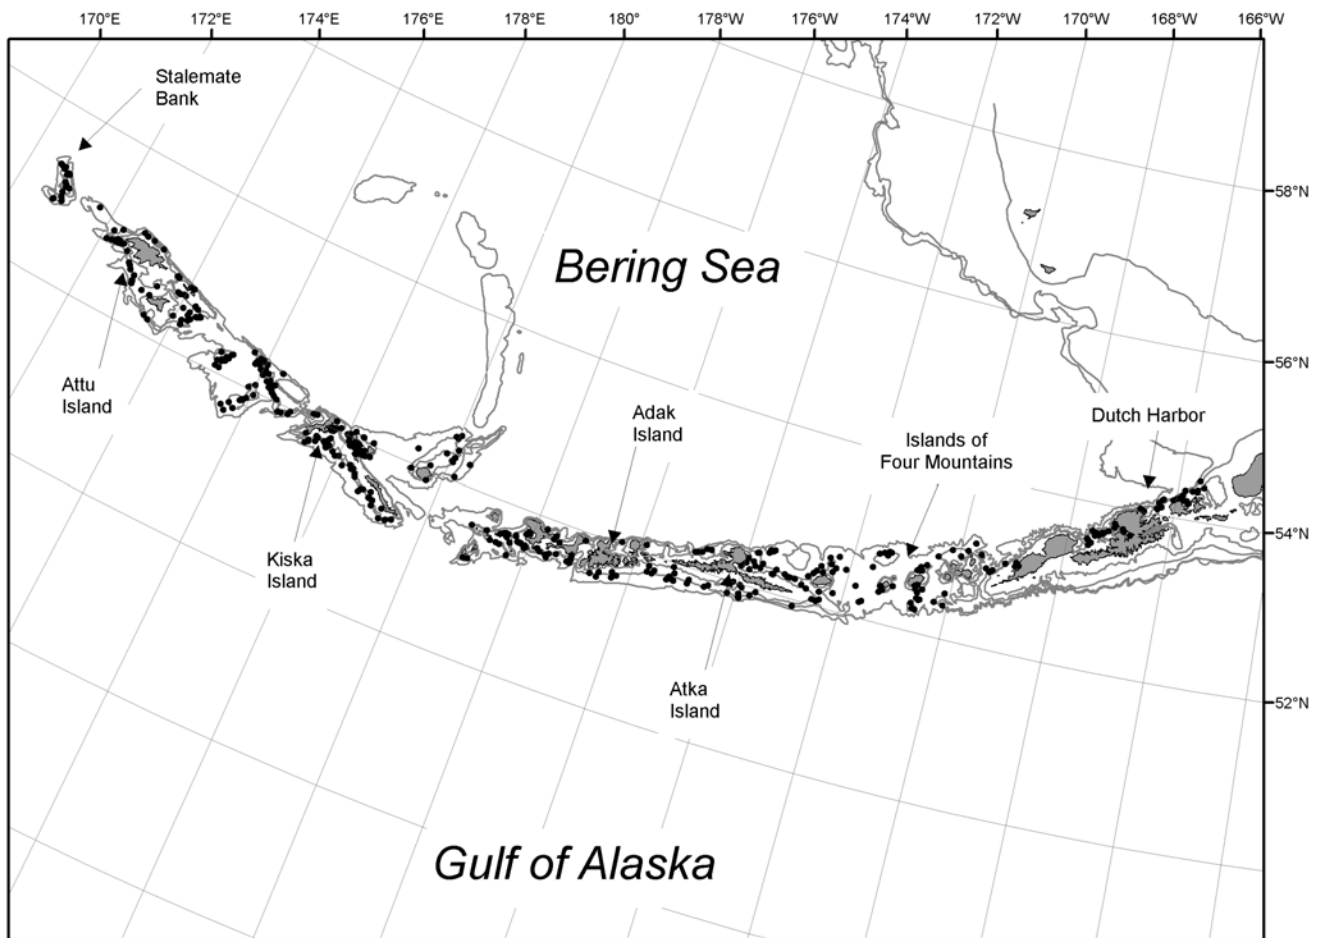 170°E 172°E 174°E 176°E 178°E 180° 178°W 176°W 174°W 172°W 170°W 168°W 166°W
Stalemate
Bank
58°N
Bering Sea
56°N
Attu
Island
Adak
Island
Dutch Harbor
Islands of
Four Mountains
54°N
Kiska
Island
Atka
Island
52°N
Gulf of Alaska